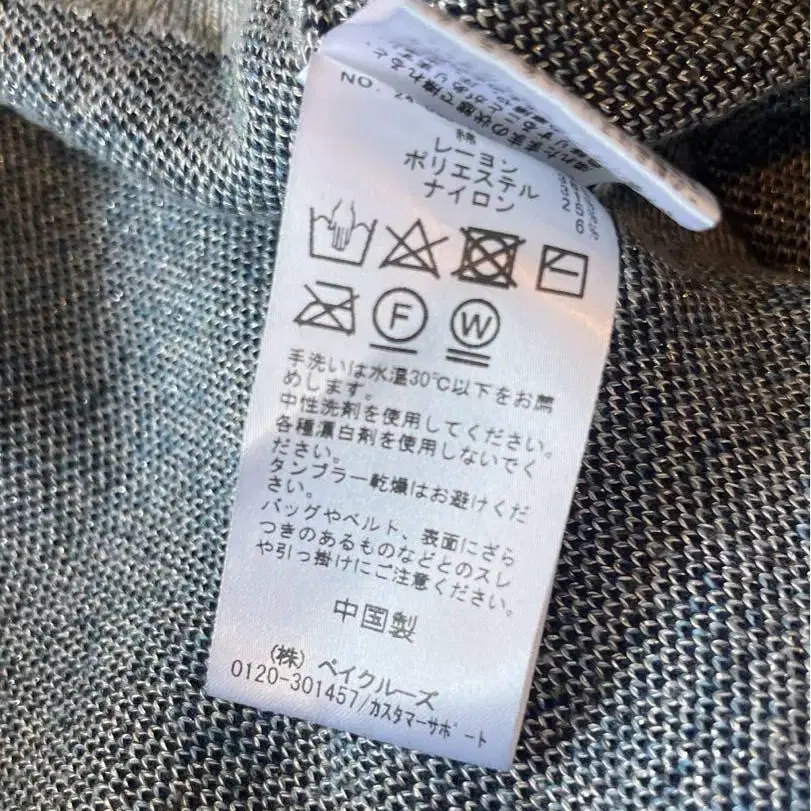 NO.
綿
レーヨン
ポリエステル
ナイロン
F
W
手洗いは水温30℃以下をお薦
めします。
中性洗剤を使用してください。
各種漂白剤を使用しないでく
ださい。
タンブラー乾燥はお避けくだ
さい。
バッグやベルト、表面にざら
つきのあるものなどとのスレ
や引っ掛けにご注意ください。
中国製
(株) ベイクルーズ
0120-301457/カスタマーサポート